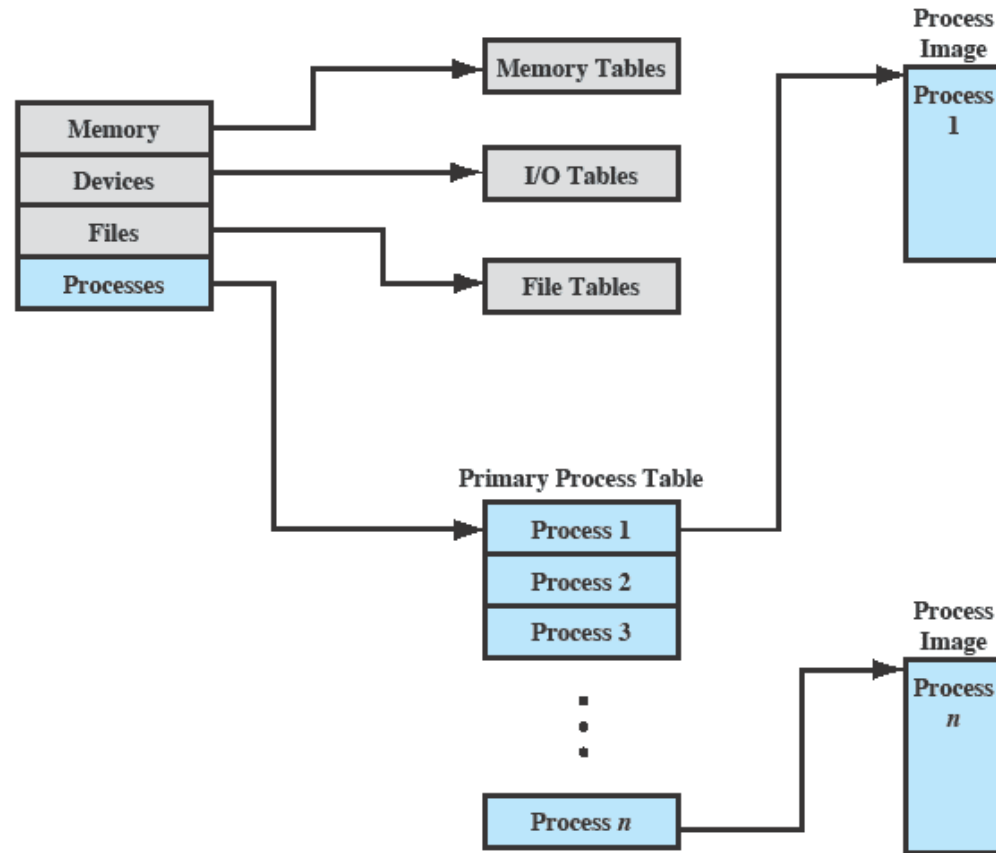 Memory
Devices
Files
Processes
Memory Tables
I/O Tables
File Tables
Primary Process Table
Process 1
Process 2
Process 3
Process n
Process
Image
Process
1
Process
Image
Process
n